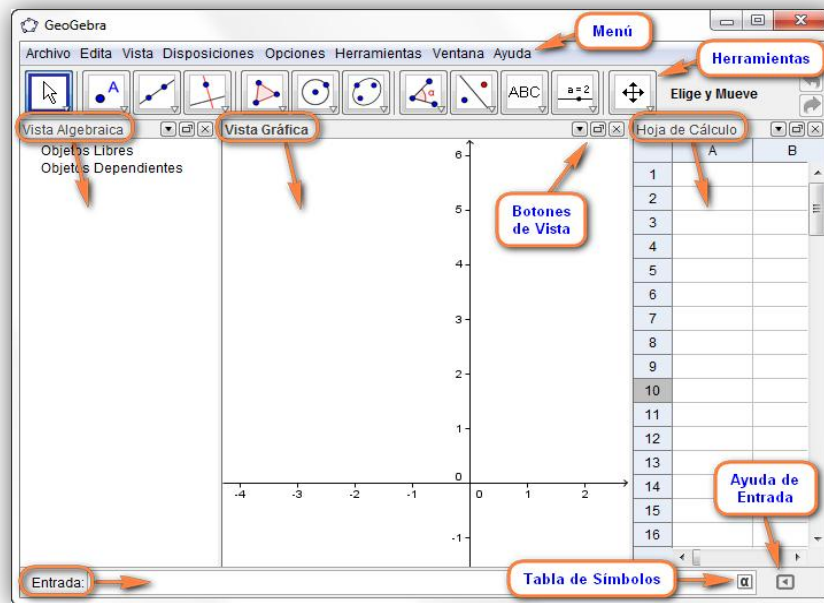 GeoGebra
Menú
Archivo Edita Vista Disposiciones Opciones Herramientas Ventana Ayuda
Herramientas
A
α
ABC
a=2
Elige y Mueve
Vista Algebraica
Vista Gráfica
Hoja de Cálculo
Objetos Libres
Objetos Dependientes
Botones
de Vista
A B
1
2
3
4
5
6
7
8
9
10
11
12
13
14
15
16
6
5
4
3
2
1
0
-1
-4 -3 -2 -1 0 1 2
Ayuda de
Entrada
Entrada:
Tabla de Símbolos
α